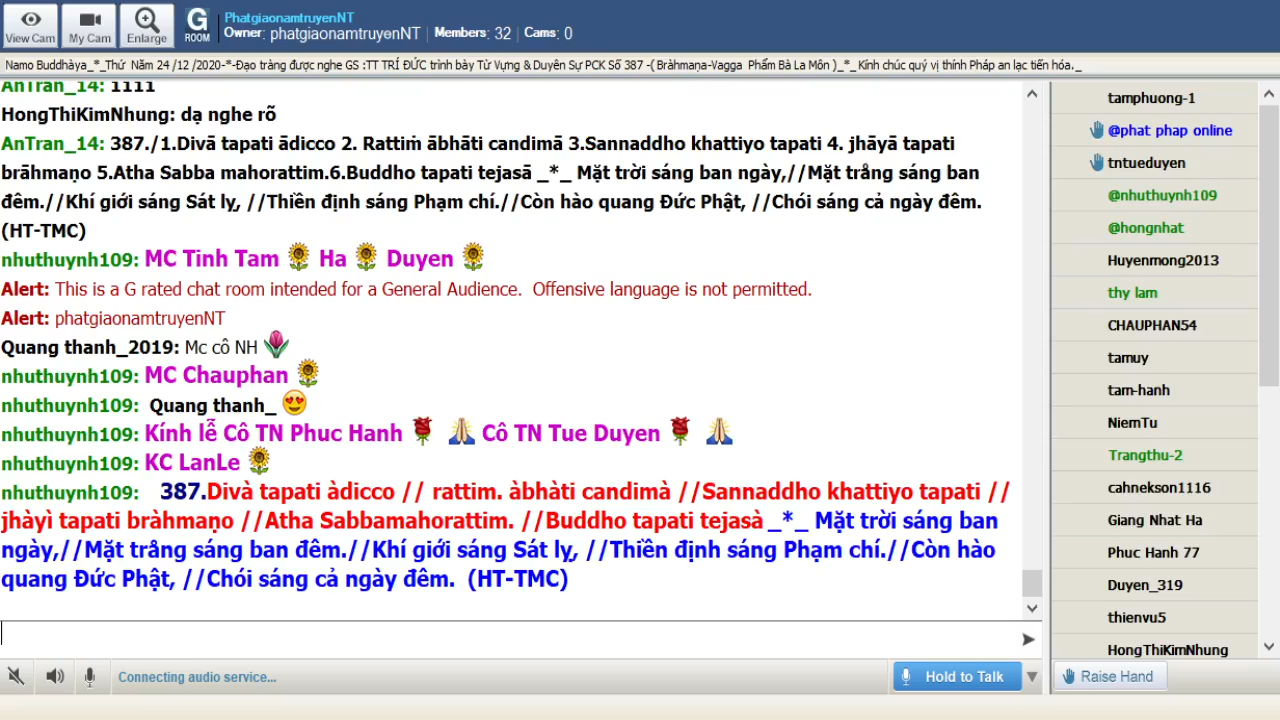 View Cam
My Cam
Enlarge
G
ROOM
PhatgiaonamtruyenNT
Owner: phatgiaonamtruyenNT | Members: 32 | Cams: 0
Namo Buddhàya_*_Thứ Năm 24 /12 /2020-*-Đạo tràng được nghe GS :TT TRÍ ĐỨC trình bày Từ Vựng & Duyên Sự PCK Số 387 -( Bràhmaṇa-Vagga Phẩm Bà La Môn )_*_Kính chúc quý vị thính Pháp an lạc tiến hóa._
AnTran_14: 1111
HongThiKimNhung: dạ nghe rõ
AnTran_14: 387./1.Divā tapati ādicco 2. Rattiṁ ābhāti candimā 3.Sannaddho khattiyo tapati 4. jhāyā tapati
brāhmaṇo 5.Atha Sabba mahorattim.6.Buddho tapati tejasā _*_ Mặt trời sáng ban ngày,//Mặt trăng sáng ban
đêm.//Khí giới sáng Sát lỵ, //Thiền định sáng Phạm chí.//Còn hào quang Đức Phật, //Chói sáng cả ngày đêm.
(HT-TMC)
nhuthuynh109: MC Tinh Tam Ha Duyen
Alert: This is a G rated chat room intended for a General Audience. Offensive language is not permitted.
Alert: phatgiaonamtruyenNT
Quang thanh_2019: Mc cô NH
nhuthuynh109: MC Chauphan
nhuthuynh109: Quang thanh_
nhuthuynh109: Kính lễ Cô TN Phuc Hanh Cô TN Tue Duyen
nhuthuynh109: KC LanLe
nhuthuynh109: 387.Divà tapati àdicco // rattim. àbhàti candimà //Sannaddho khattiyo tapati //
jhàyì tapati bràhmaṇo //Atha Sabbamahorattim. //Buddho tapati tejasà _*_ Mặt trời sáng ban
ngày,//Mặt trăng sáng ban đêm.//Khí giới sáng Sát lỵ, //Thiền định sáng Phạm chí.//Còn hào
quang Đức Phật, //Chói sáng cả ngày đêm. (HT-TMC)
Connecting audio service...
Hold to Talk
tamphuong-1
@phat phap online
tntueduyen
@nhuthuynh109
@hongnhat
Huyenmong2013
thy lam
CHAUPHAN54
tamuy
tam-hanh
NiemTu
Trangthu-2
cahnekson1116
Giang Nhat Ha
Phuc Hanh 77
Duyen_319
thienvu5
HongThiKimNhung
Raise Hand